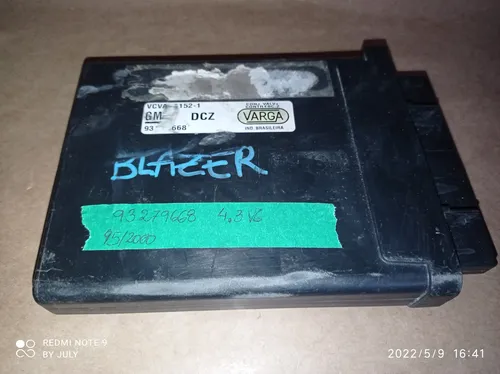 VCVA 3152-1
GM DCZ VARGA
93 668 IND. BRASILEIRA
BLAZER
93279668 4.3 V6
95/2000
REDMI NOTE 9
BY JULY
2022/5/9 16:41